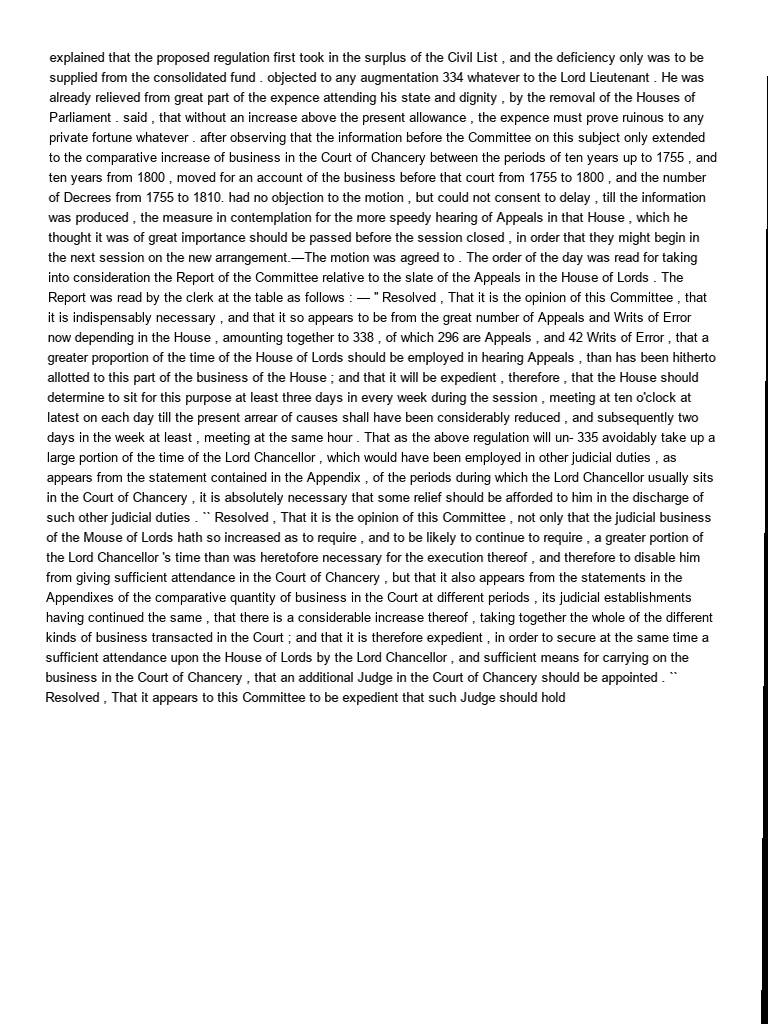 explained that the proposed regulation first took in the surplus of the Civil List , and the deficiency only was to be
supplied from the consolidated fund . objected to any augmentation 334 whatever to the Lord Lieutenant . He was
already relieved from great part of the expence attending his state and dignity , by the removal of the Houses of
Parliament . said , that without an increase above the present allowance , the expence must prove ruinous to any
private fortune whatever . after observing that the information before the Committee on this subject only extended
to the comparative increase of business in the Court of Chancery between the periods of ten years up to 1755 , and
ten years from 1800 , moved for an account of the business before that court from 1755 to 1800 , and the number
of Decrees from 1755 to 1810. had no objection to the motion , but could not consent to delay , till the information
was produced , the measure in contemplation for the more speedy hearing of Appeals in that House , which he
thought it was of great importance should be passed before the session closed , in order that they might begin in
the next session on the new arrangement.—The motion was agreed to . The order of the day was read for taking
into consideration the Report of the Committee relative to the slate of the Appeals in the House of Lords . The
Report was read by the clerk at the table as follows : — " Resolved , That it is the opinion of this Committee , that
it is indispensably necessary , and that it so appears to be from the great number of Appeals and Writs of Error
now depending in the House , amounting together to 338 , of which 296 are Appeals , and 42 Writs of Error , that a
greater proportion of the time of the House of Lords should be employed in hearing Appeals , than has been hitherto
allotted to this part of the business of the House ; and that it will be expedient , therefore , that the House should
determine to sit for this purpose at least three days in every week during the session , meeting at ten o'clock at
latest on each day till the present arrear of causes shall have been considerably reduced , and subsequently two
days in the week at least , meeting at the same hour . That as the above regulation will un- 335 avoidably take up a
large portion of the time of the Lord Chancellor , which would have been employed in other judicial duties , as
appears from the statement contained in the Appendix , of the periods during which the Lord Chancellor usually sits
in the Court of Chancery , it is absolutely necessary that some relief should be afforded to him in the discharge of
such other judicial duties . `` Resolved , That it is the opinion of this Committee , not only that the judicial business
of the Mouse of Lords hath so increased as to require , and to be likely to continue to require , a greater portion of
the Lord Chancellor 's time than was heretofore necessary for the execution thereof , and therefore to disable him
from giving sufficient attendance in the Court of Chancery , but that it also appears from the statements in the
Appendixes of the comparative quantity of business in the Court at different periods , its judicial establishments
having continued the same , that there is a considerable increase thereof , taking together the whole of the different
kinds of business transacted in the Court ; and that it is therefore expedient , in order to secure at the same time a
sufficient attendance upon the House of Lords by the Lord Chancellor , and sufficient means for carrying on the
business in the Court of Chancery , that an additional Judge in the Court of Chancery should be appointed . ``
Resolved , That it appears to this Committee to be expedient that such Judge should hold